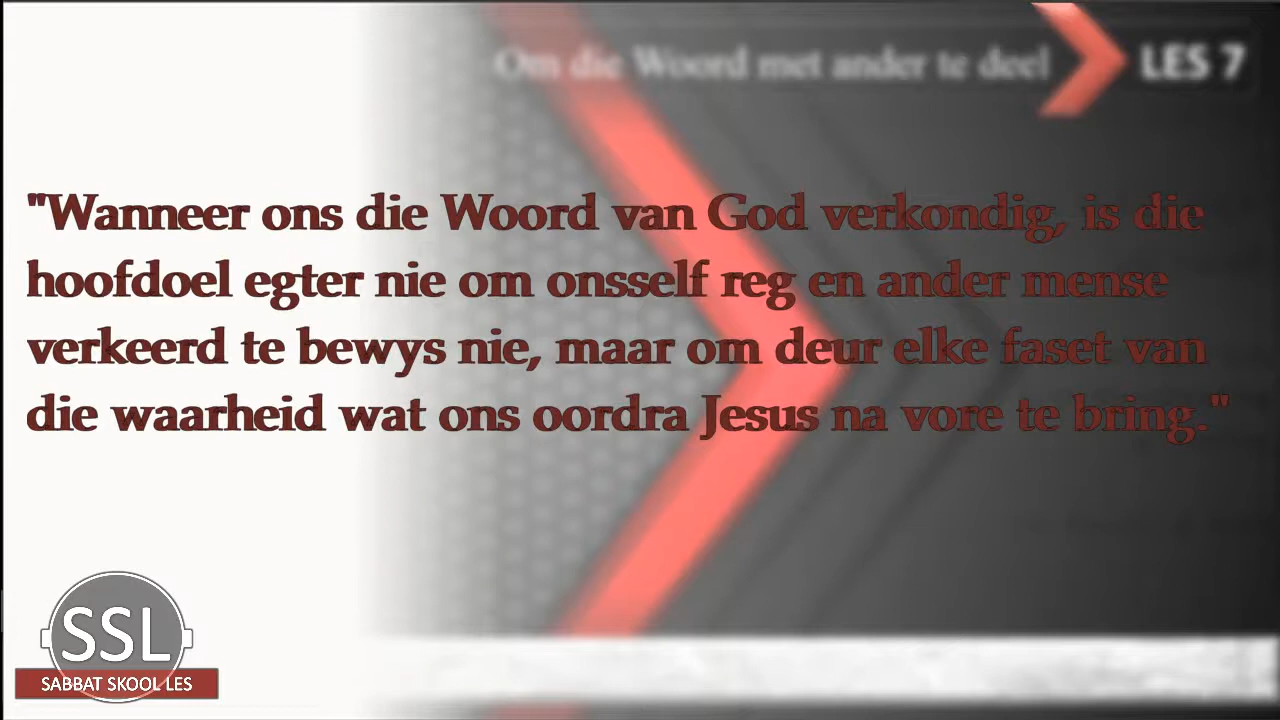 Om die Woord met ander te deel
LES 7
"Wanneer ons die Woord van God verkondig, is die
hoofdoel egter nie om onsself reg en ander mense
verkeerd te bewys nie, maar om deur elke faset van
die waarheid wat ons oordra Jesus na vore te bring."
SSL
SABBAT SKOOL LES